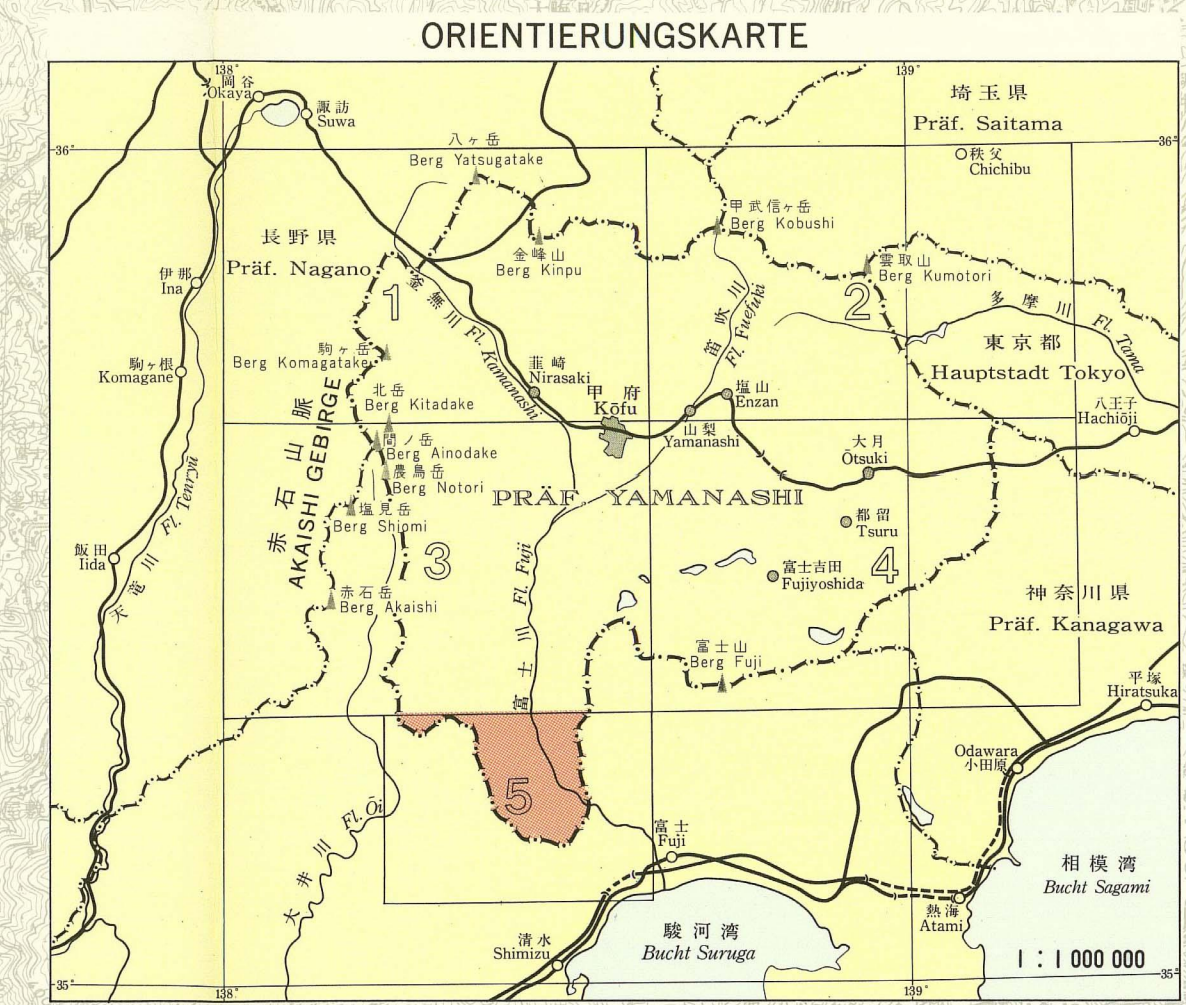 ORIENTIERUNGSKARTE
138°
139°
岡谷
Okaya
諏訪
Suwa
埼玉県
Präf. Saitama
36°
36°
八ヶ岳
Berg Yatsugatake
秩父
Chichibu
甲武信ヶ岳
Berg Kobushi
長野県
Präf. Nagano
金峰山
Berg Kinpu
雲取山
Berg Kumotori
伊那
Ina
1
釜無川 Fl. Kamanashi
笛吹川
Fl. Fuefuki
2
多摩川 Fl. Tama
東京都
Hauptstadt Tokyo
駒ヶ岳
Berg Komagatake
駒ヶ根
Komagane
韮崎
Nirasaki
北岳
Berg Kitadake
甲府
Kōfu
塩山
Enzan
八王子
Hachiōji
山梨
Yamanashi
赤石山脈
AKAISHI GEBIRGE
間ノ岳
Berg Ainodake
農鳥岳
Berg Notori
大月
Ōtsuki
PRÄF. YAMANASHI
塩見岳
Berg Shiomi
都留
Tsuru
飯田
Iida
天竜川 Fl. Tenryū
3
富士吉田
Fujiyoshida
4
赤石岳
Berg Akaishi
富士川 Fl. Fuji
神奈川県
Präf. Kanagawa
富士山
Berg Fuji
平塚
Hiratsuka
Odawara
小田原
5
大井川 Fl. Ōi
富士
Fuji
相模湾
Bucht Sagami
熱海
Atami
清水
Shimizu
駿河湾
Bucht Suruga
1 : 1 000 000
35°
35°
138°
139°